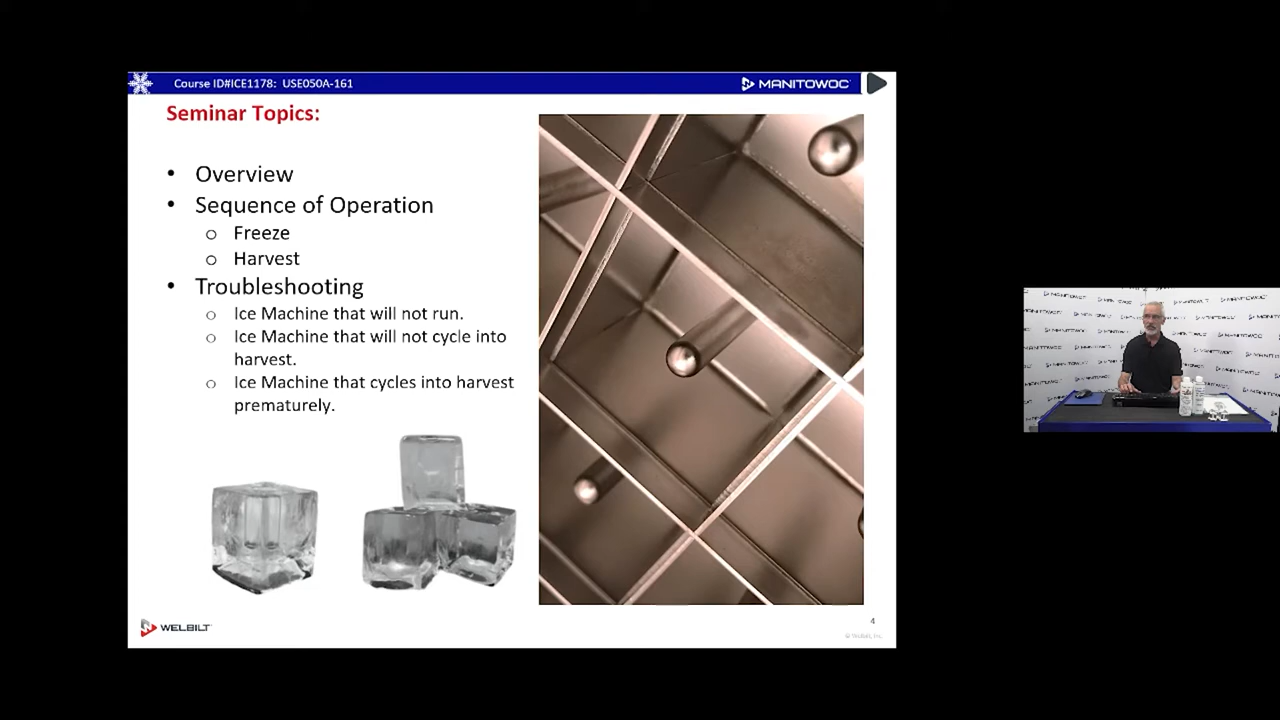 Course ID#ICE1178: USE050A-161
MANITOWOC
Seminar Topics:
• Overview
• Sequence of Operation
o Freeze
o Harvest
• Troubleshooting
o Ice Machine that will not run.
o Ice Machine that will not cycle into
harvest.
o Ice Machine that cycles into harvest
prematurely.
WELBILT
4
© Welbilt, Inc.